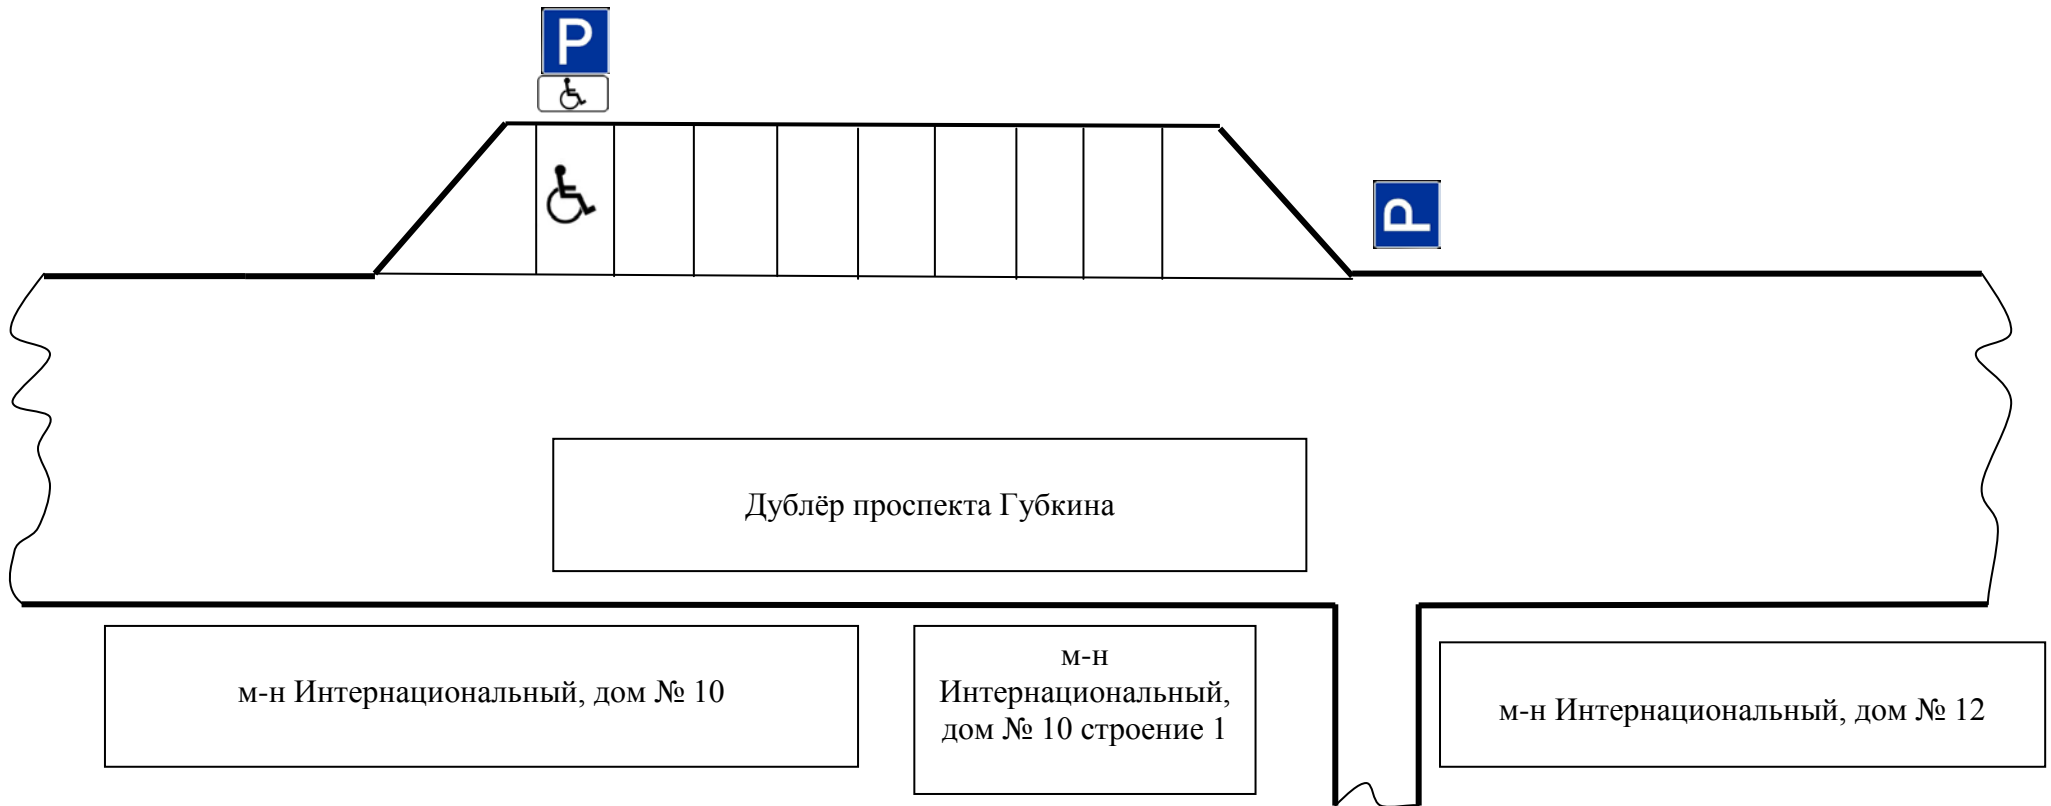 P
P
Дублёр проспекта Губкина
м-н Интернациональный, дом № 10
м-н
Интернациональный,
дом № 10 строение 1
м-н Интернациональный, дом № 12